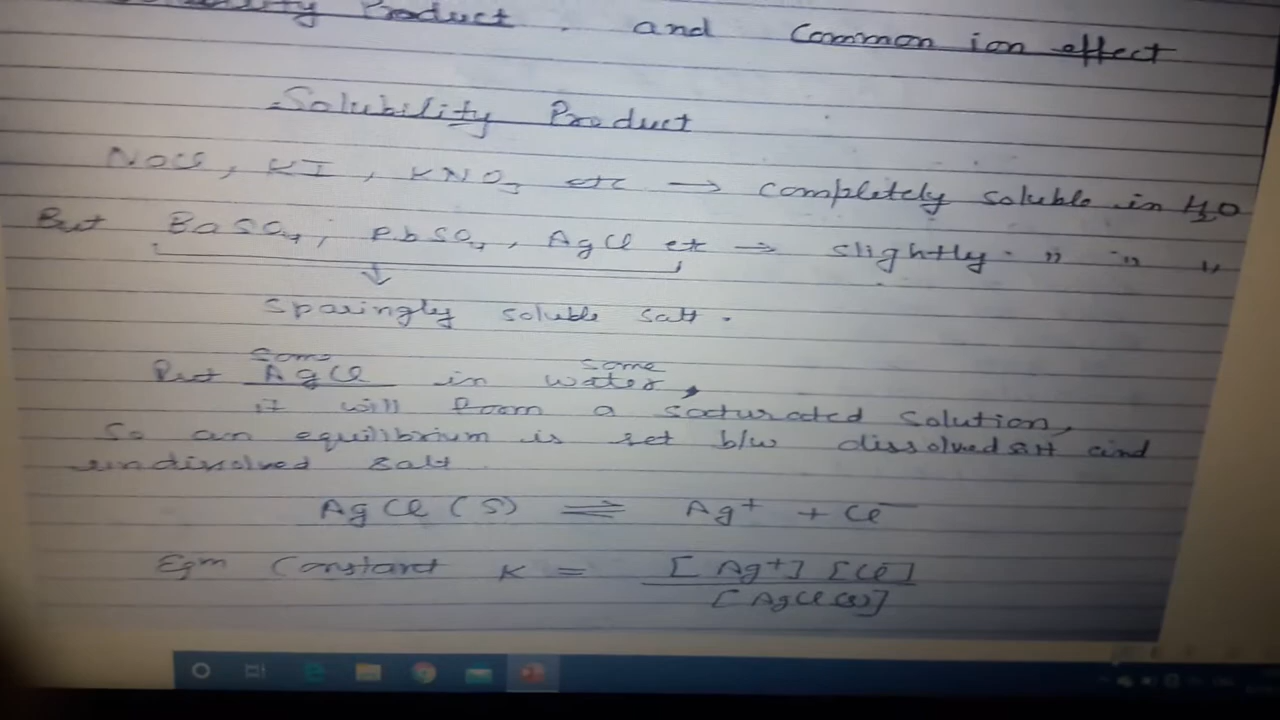 Product and Common ion effect
Solubility Product
NaCl, KI, KNO3 etc → completely soluble in H2O
But BaSO4, PbSO4, AgCl etc → slightly " " "
sparingly soluble salt.
Put some AgCl in some water,
it will form a saturated solution,
So an equilibrium is set b/w dissolved salt and
undisolved salt.
AgCl (S) ⇌ Ag+ + Cl-
Eqm Constant K = [Ag+] [Cl-]
[AgCl(s)]